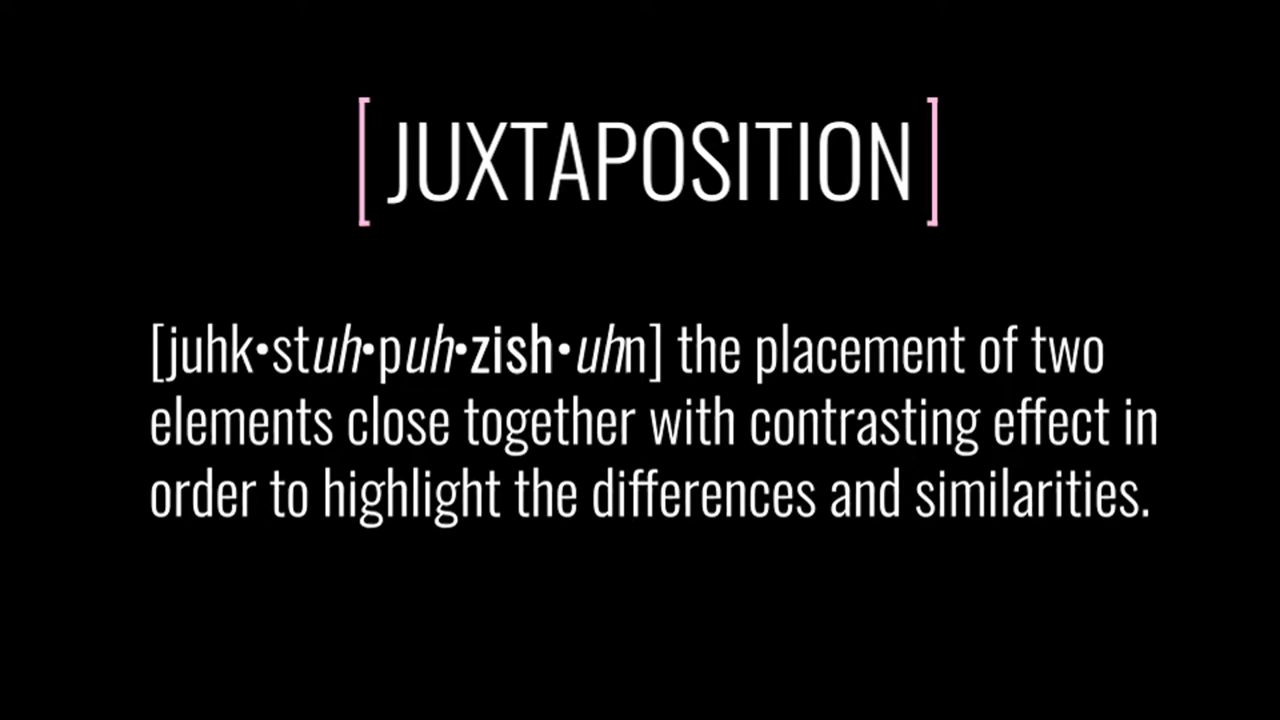 [ JUXTAPOSITION ]
[juhk•stuh•puh•zish•uhn] the placement of two
elements close together with contrasting effect in
order to highlight the differences and similarities.